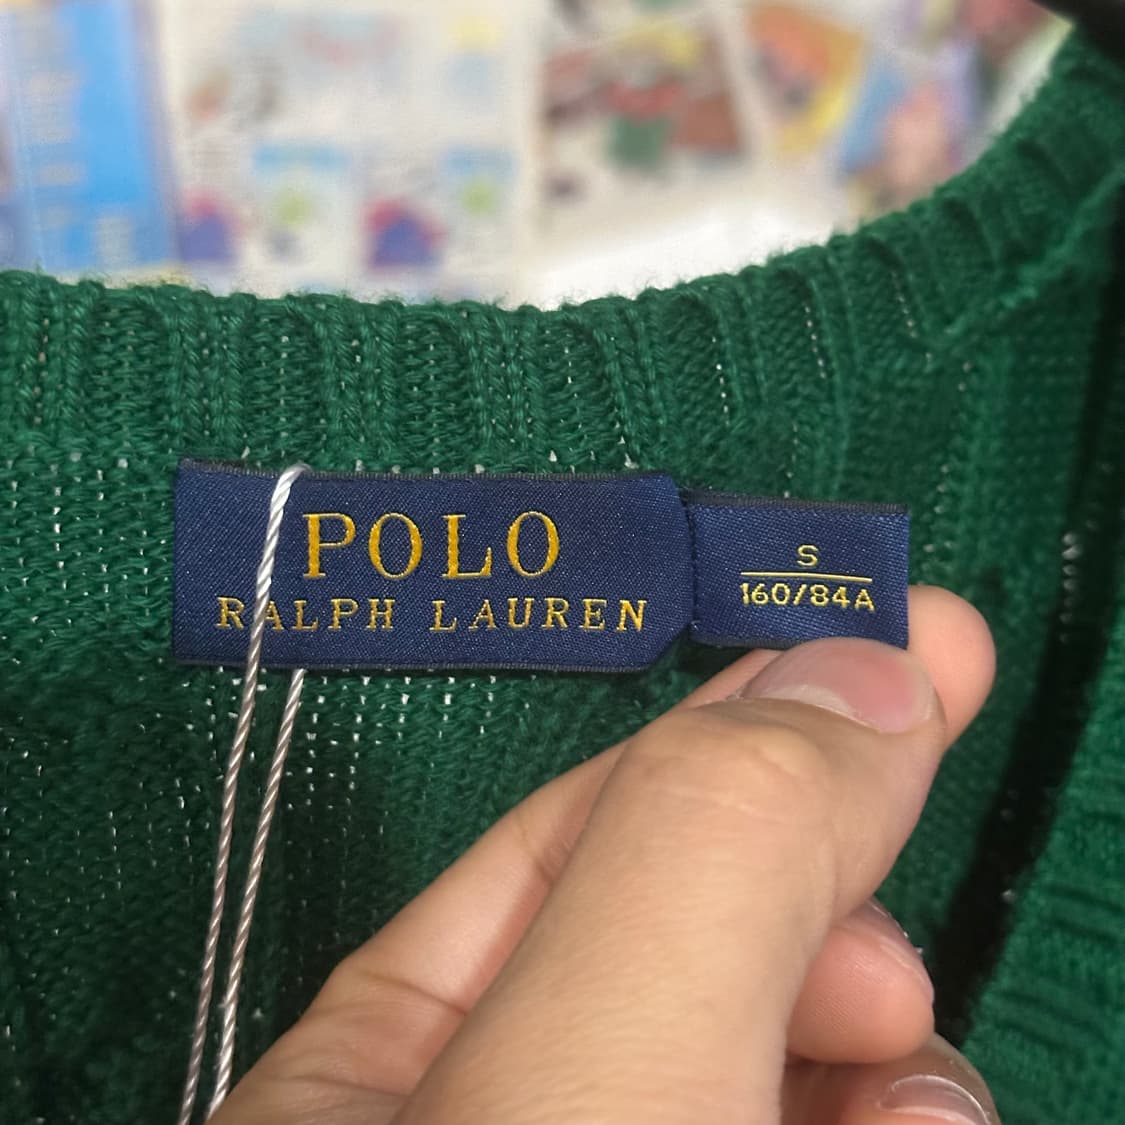 POLO
RALPH LAUREN
S
160/84A